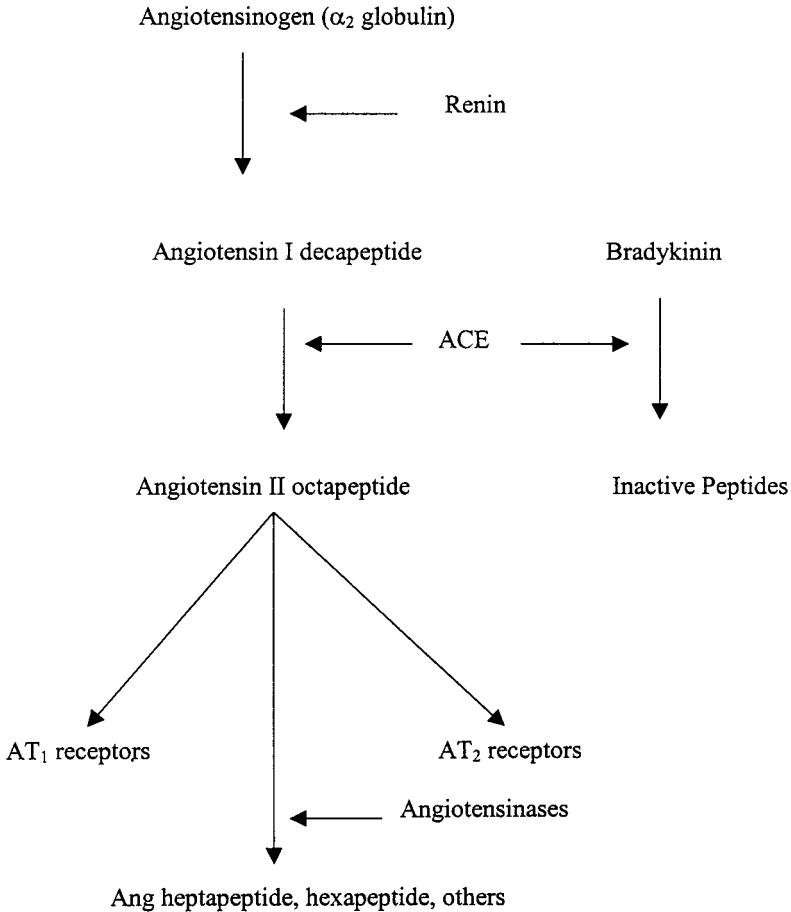 Angiotensinogen (α₂ globulin)
Renin
Angiotensin I decapeptide
Bradykinin
ACE
Angiotensin II octapeptide
Inactive Peptides
AT₁ receptors
AT₂ receptors
Angiotensinases
Ang heptapeptide, hexapeptide, others